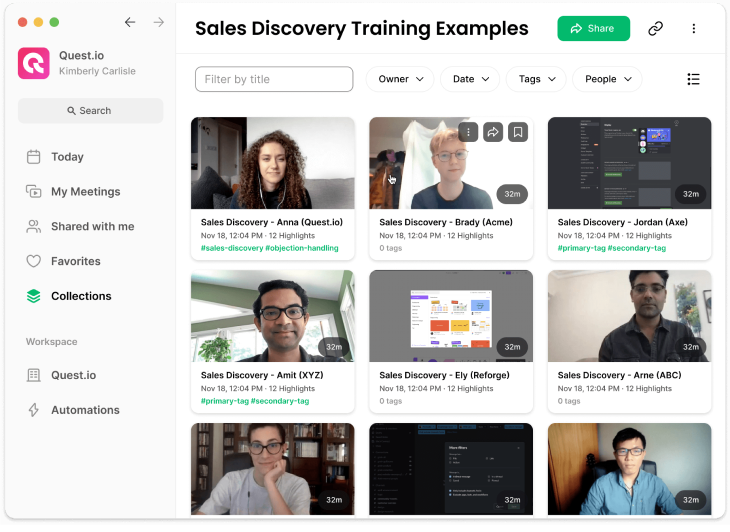 Sales Discovery Training Examples
Share
Quest.io
Kimberly Carlisle
Search
Today
My Meetings
Shared with me
Favorites
Collections
Workspace
Quest.io
Automations
Filter by title
Owner
Date
Tags
People
Sales Discovery - Anna (Quest.io)
Nov 18, 12:04 PM · 12 Highlights
#sales-discovery #objection-handling
32m
Sales Discovery - Brady (Acme)
Nov 18, 12:04 PM · 12 Highlights
0 tags
32m
Sales Discovery - Jordan (Axe)
Nov 18, 12:04 PM · 12 Highlights
#primary-tag #secondary-tag
32m
Sales Discovery - Amit (XYZ)
Nov 18, 12:04 PM · 12 Highlights
#primary-tag #secondary-tag
32m
Sales Discovery - Ely (Reforge)
Nov 18, 12:04 PM · 12 Highlights
0 tags
32m
Sales Discovery - Arne (ABC)
Nov 18, 12:04 PM · 12 Highlights
0 tags
32m
32m
32m